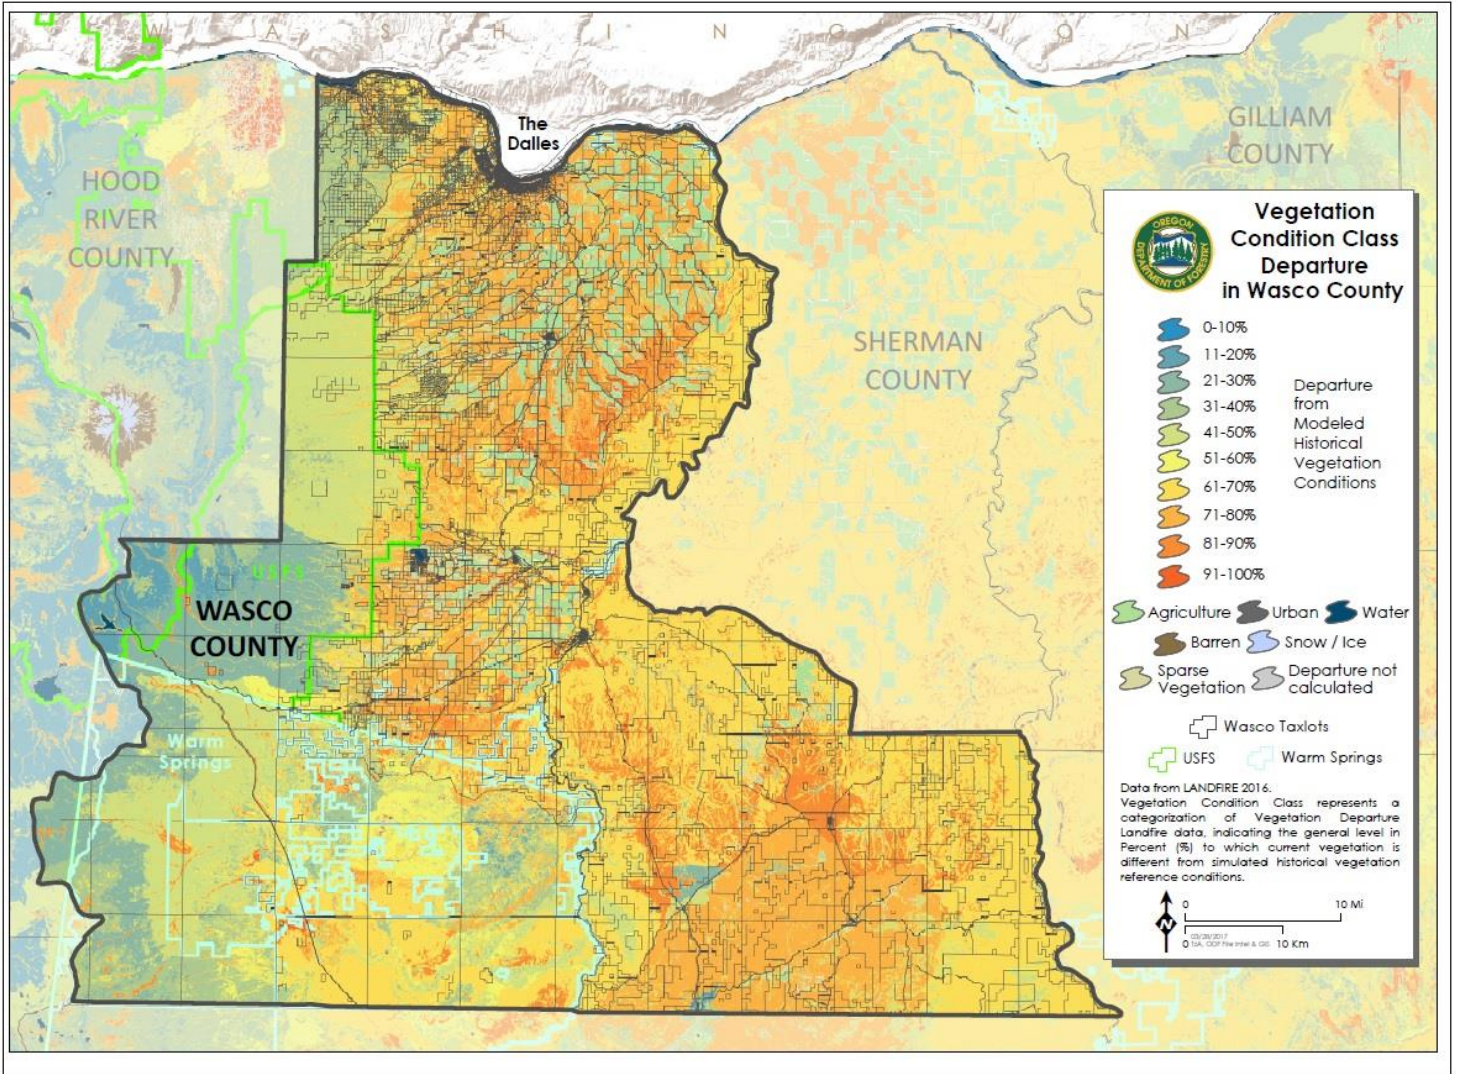 W A S H I N G T O N
The
Dalles
GILLIAM
COUNTY
HOOD
RIVER
COUNTY
SHERMAN
COUNTY
USFS
WASCO
COUNTY
Warm
Springs
OREGON
DEPARTMENT OF FORESTRY
Vegetation
Condition Class
Departure
in Wasco County
0-10%
11-20%
21-30%
31-40%
41-50%
51-60%
61-70%
71-80%
81-90%
91-100%
Departure
from
Modeled
Historical
Vegetation
Conditions
Agriculture Urban Water
Barren Snow / Ice
Sparse
Vegetation
Departure not
calculated
Wasco Taxlots
USFS Warm Springs
Data from LANDFIRE 2016.
Vegetation Condition Class represents a
categorization of Vegetation Departure
Landfire data, indicating the general level in
Percent (%) to which current vegetation is
different from simulated historical vegetation
reference conditions.
N
0 10 Mi
0 10 Km
ODF Fire Intel & GIS